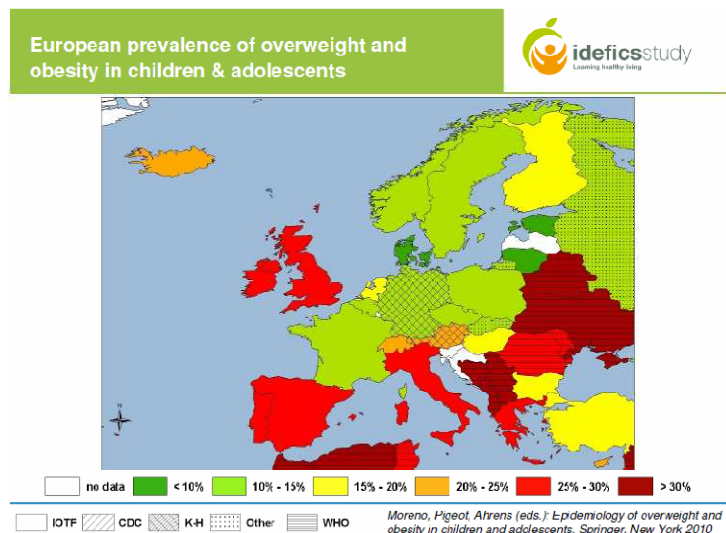 European prevalence of overweight and
obesity in children & adolescents
ideficsstudy
Learning healthy living
N
no data
< 10%
10% - 15%
15% - 20%
20% - 25%
25% - 30%
> 30%
IOTF
CDC
K-H
Other
WHO
Moreno, Pigeot, Ahrens (eds.): Epidemiology of overweight and
obesity in children and adolescents. Springer, New York 2010